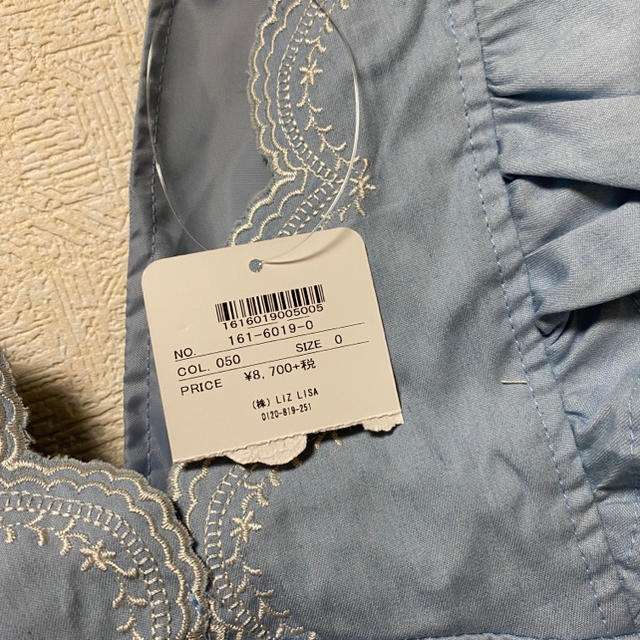 1616019005005
NO. 161-6019-0
COL. 050 SIZE 0
PRICE ¥8,700+税
(株) LIZ LISA
0120-819-251